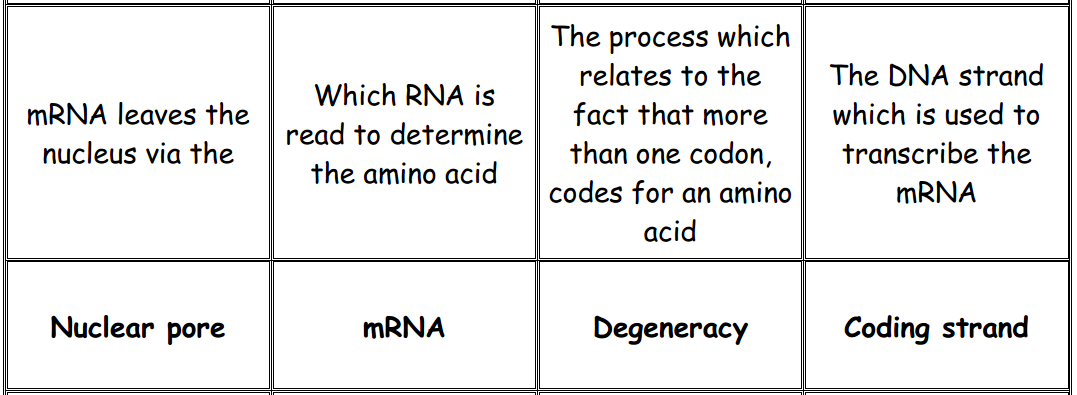 mRNA leaves the
nucleus via the
Which RNA is
read to determine
the amino acid
The process which
relates to the
fact that more
than one codon,
codes for an amino
acid
The DNA strand
which is used to
transcribe the
mRNA
Nuclear pore
mRNA
Degeneracy
Coding strand